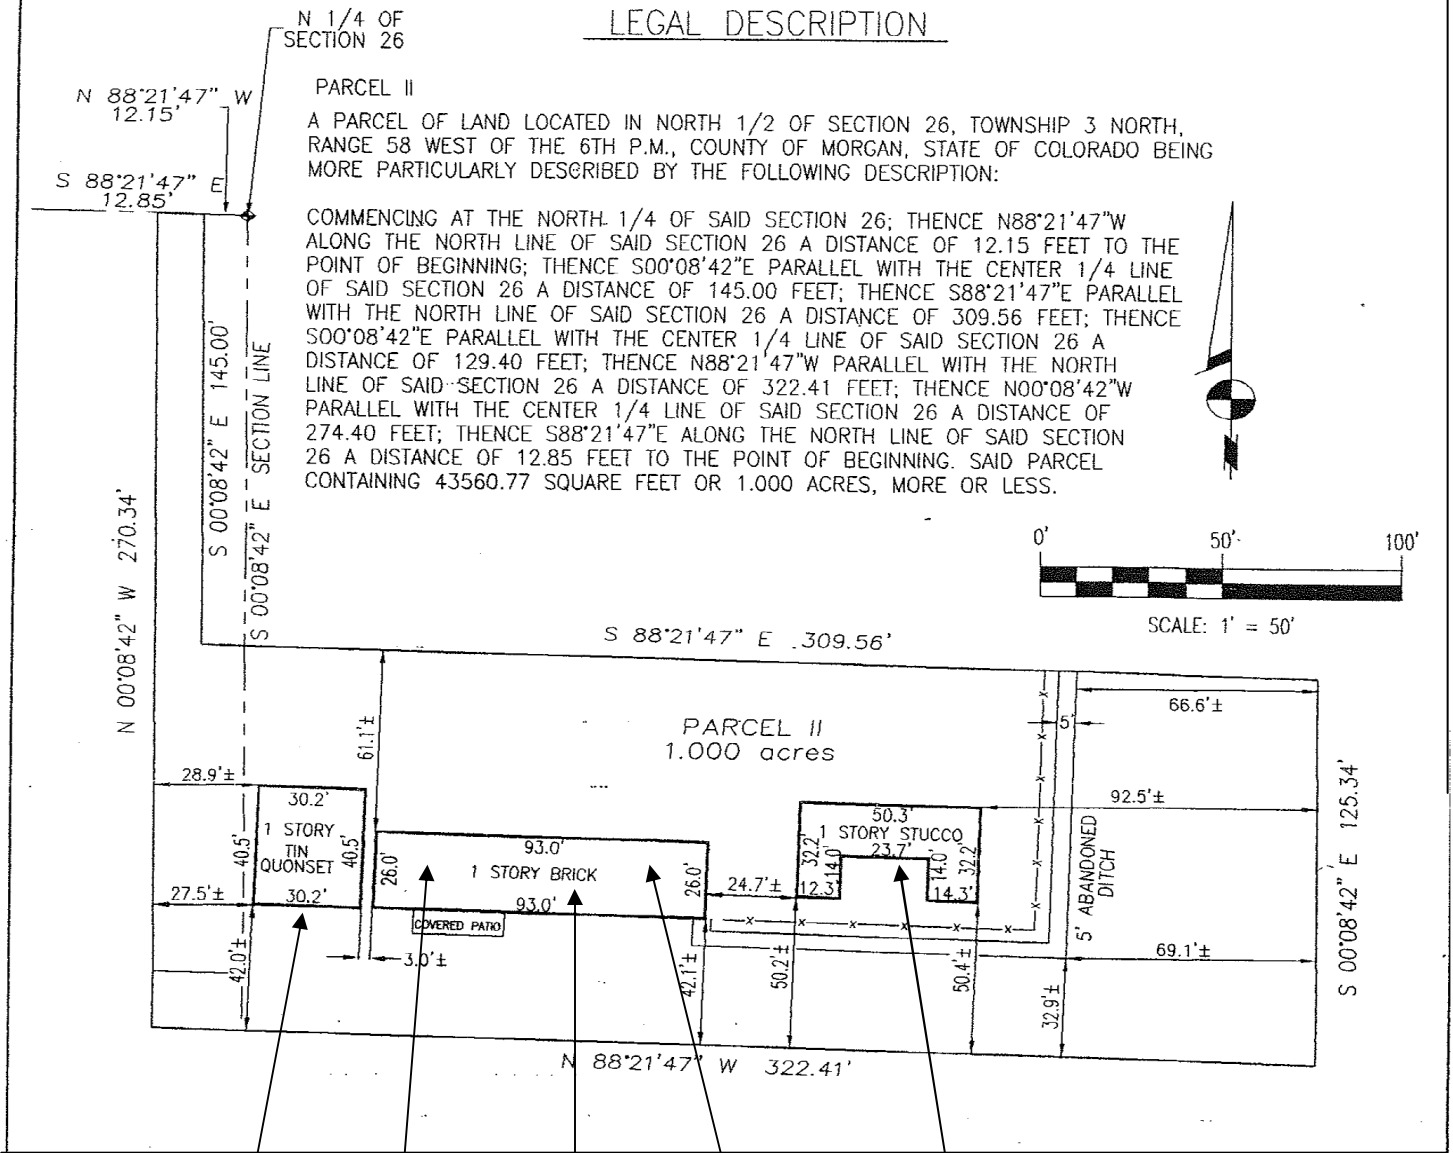 LEGAL DESCRIPTION
N 1/4 OF
SECTION 26
N 88°21'47" W
12.15'
S 88°21'47" E
12.85'
PARCEL II
A PARCEL OF LAND LOCATED IN NORTH 1/2 OF SECTION 26, TOWNSHIP 3 NORTH,
RANGE 58 WEST OF THE 6TH P.M., COUNTY OF MORGAN, STATE OF COLORADO BEING
MORE PARTICULARLY DESCRIBED BY THE FOLLOWING DESCRIPTION:
COMMENCING AT THE NORTH 1/4 OF SAID SECTION 26; THENCE N88°21'47"W
ALONG THE NORTH LINE OF SAID SECTION 26 A DISTANCE OF 12.15 FEET TO THE
POINT OF BEGINNING; THENCE S00°08'42"E PARALLEL WITH THE CENTER 1/4 LINE
OF SAID SECTION 26 A DISTANCE OF 145.00 FEET; THENCE S88°21'47"E PARALLEL
WITH THE NORTH LINE OF SAID SECTION 26 A DISTANCE OF 309.56 FEET; THENCE
S00°08'42"E PARALLEL WITH THE CENTER 1/4 LINE OF SAID SECTION 26 A
DISTANCE OF 129.40 FEET; THENCE N88°21'47"W PARALLEL WITH THE NORTH
LINE OF SAID SECTION 26 A DISTANCE OF 322.41 FEET; THENCE N00°08'42"W
PARALLEL WITH THE CENTER 1/4 LINE OF SAID SECTION 26 A DISTANCE OF
274.40 FEET; THENCE S88°21'47"E ALONG THE NORTH LINE OF SAID SECTION
26 A DISTANCE OF 12.85 FEET TO THE POINT OF BEGINNING. SAID PARCEL
CONTAINING 43560.77 SQUARE FEET OR 1.000 ACRES, MORE OR LESS.
N 00°08'42" W 270.34'
S 00°08'42" E 145.00'
S 00°08'42" E SECTION LINE
0' 50' 100'
SCALE: 1' = 50'
S 88°21'47" E 309.56'
PARCEL II
1.000 acres
61.1'±
5'
66.6'±
28.9'±
30.2'
1 STORY
TIN
QUONSET
40.5'
40.5'
30.2'
27.5'±
42.0'±
93.0'
1 STORY BRICK
26.0'
26.0'
93.0'
COVERED PATIO
3.0'±
24.7'±
42.1'±
50.3'
1 STORY STUCCO
23.7'
32.2'
14.0'
14.0'
32.2'
12.3'
14.3'
50.2'±
50.4'±
92.5'±
5' ABANDONED
DITCH
69.1'±
32.9'±
S 00°08'42" E 125.34'
N 88°21'47" W 322.41'